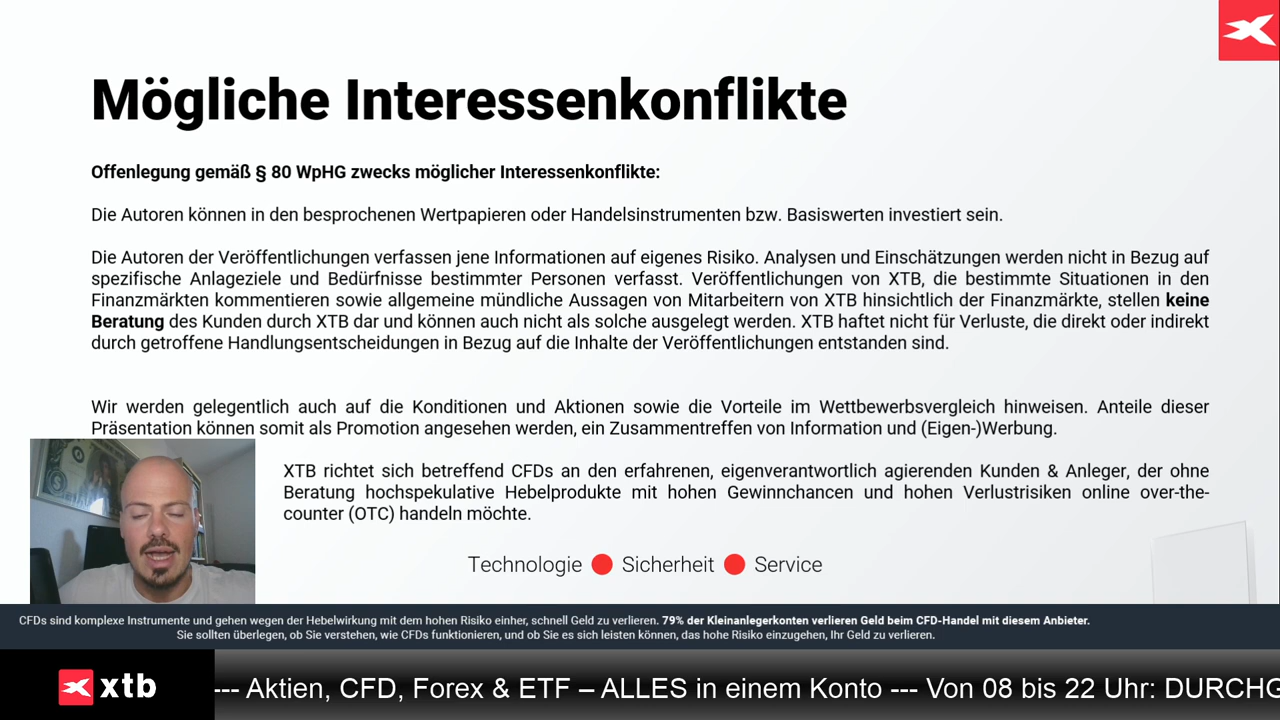 Mögliche Interessenkonflikte
Offenlegung gemäß § 80 WpHG zwecks möglicher Interessenkonflikte:
Die Autoren können in den besprochenen Wertpapieren oder Handelsinstrumenten bzw. Basiswerten investiert sein.
Die Autoren der Veröffentlichungen verfassen jene Informationen auf eigenes Risiko. Analysen und Einschätzungen werden nicht in Bezug auf
spezifische Anlageziele und Bedürfnisse bestimmter Personen verfasst. Veröffentlichungen von XTB, die bestimmte Situationen in den
Finanzmärkten kommentieren sowie allgemeine mündliche Aussagen von Mitarbeitern von XTB hinsichtlich der Finanzmärkte, stellen keine
Beratung des Kunden durch XTB dar und können auch nicht als solche ausgelegt werden. XTB haftet nicht für Verluste, die direkt oder indirekt
durch getroffene Handlungsentscheidungen in Bezug auf die Inhalte der Veröffentlichungen entstanden sind.
Wir werden gelegentlich auch auf die Konditionen und Aktionen sowie die Vorteile im Wettbewerbsvergleich hinweisen. Anteile dieser
Präsentation können somit als Promotion angesehen werden, ein Zusammentreffen von Information und (Eigen-)Werbung.
XTB richtet sich betreffend CFDs an den erfahrenen, eigenverantwortlich agierenden Kunden & Anleger, der ohne
Beratung hochspekulative Hebelprodukte mit hohen Gewinnchancen und hohen Verlustrisiken online over-the-
counter (OTC) handeln möchte.
Technologie Sicherheit Service
CFDs sind komplexe Instrumente und gehen wegen der Hebelwirkung mit dem hohen Risiko einher, schnell Geld zu verlieren. 79% der Kleinanlegerkonten verlieren Geld beim CFD-Handel mit diesem Anbieter.
Sie sollten überlegen, ob Sie verstehen, wie CFDs funktionieren, und ob Sie es sich leisten können, das hohe Risiko einzugehen, Ihr Geld zu verlieren.
xtb
--- Aktien, CFD, Forex & ETF – ALLES in einem Konto --- Von 08 bis 22 Uhr: DURCHG